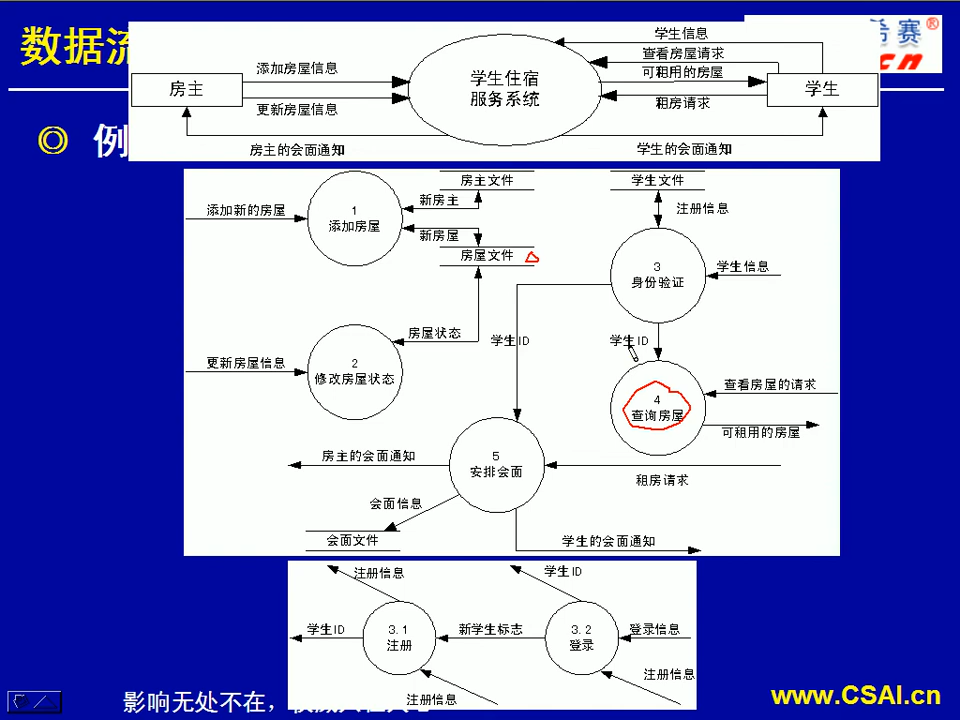 数据流
希赛®
cn
例
学生信息
查看房屋请求
可租用的房屋
租房请求
添加房屋信息
更新房屋信息
房主
学生住宿
服务系统
学生
房主的会面通知
学生的会面通知
房主文件
学生文件
添加新的房屋
1
添加房屋
新房主
新房屋
注册信息
房屋文件
3
身份验证
学生信息
房屋状态
学生ID
学生ID
更新房屋信息
2
修改房屋状态
4
查询房屋
查看房屋的请求
可租用的房屋
房主的会面通知
5
安排会面
租房请求
会面信息
会面文件
学生的会面通知
注册信息
学生ID
学生ID
3.1
注册
新学生标志
3.2
登录
登录信息
注册信息
注册信息
影响无处不在，
www.CSAI.cn